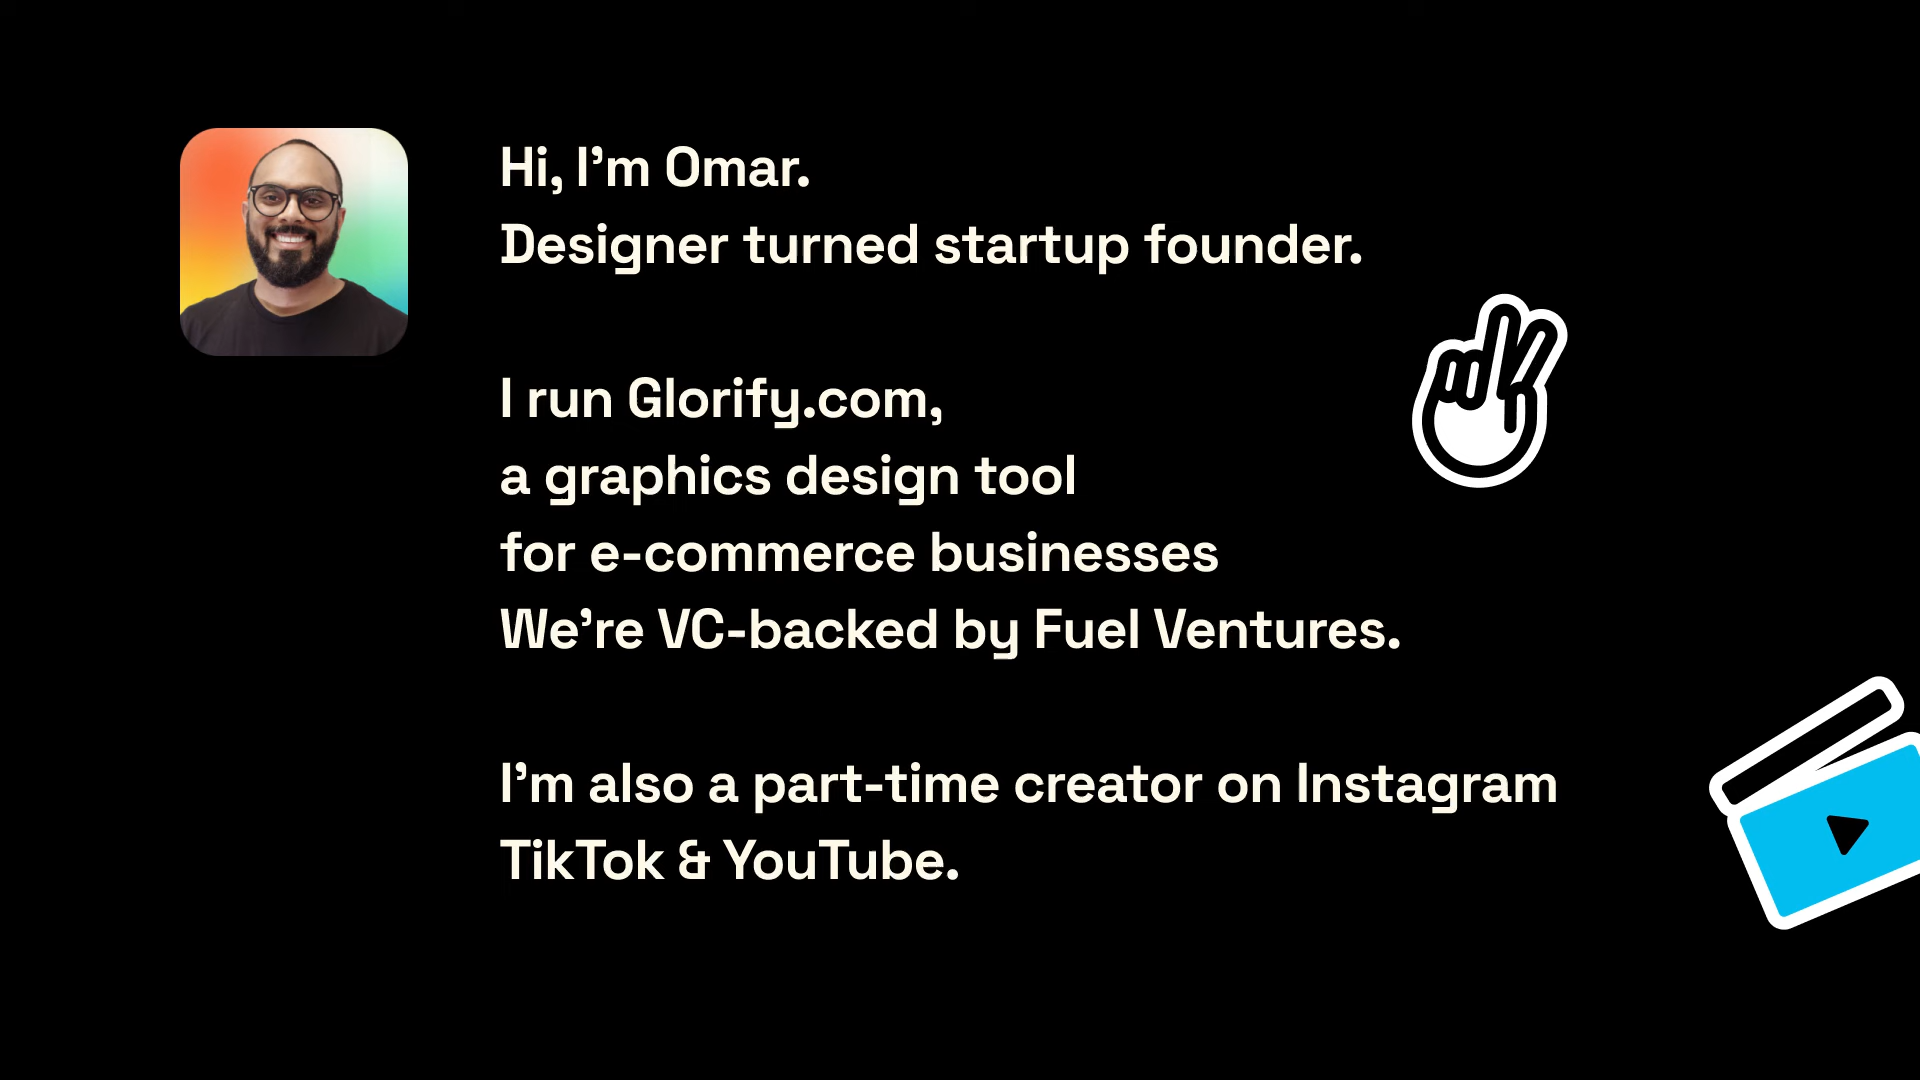 Hi, I’m Omar.
Designer turned startup founder.
I run Glorify.com,
a graphics design tool
for e-commerce businesses
We’re VC-backed by Fuel Ventures.
I’m also a part-time creator on Instagram
TikTok & YouTube.